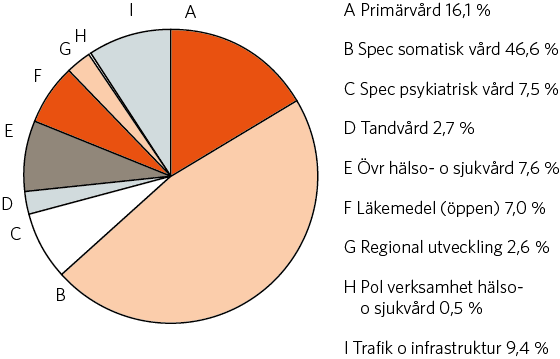 A
B
C
D
E
F
G
H
I
A Primärvård 16,1 %
B Spec somatisk vård 46,6 %
C Spec psykiatrisk vård 7,5 %
D Tandvård 2,7 %
E Övr hälso- o sjukvård 7,6 %
F Läkemedel (öppen) 7,0 %
G Regional utveckling 2,6 %
H Pol verksamhet hälso-
o sjukvård 0,5 %
I Trafik o infrastruktur 9,4 %